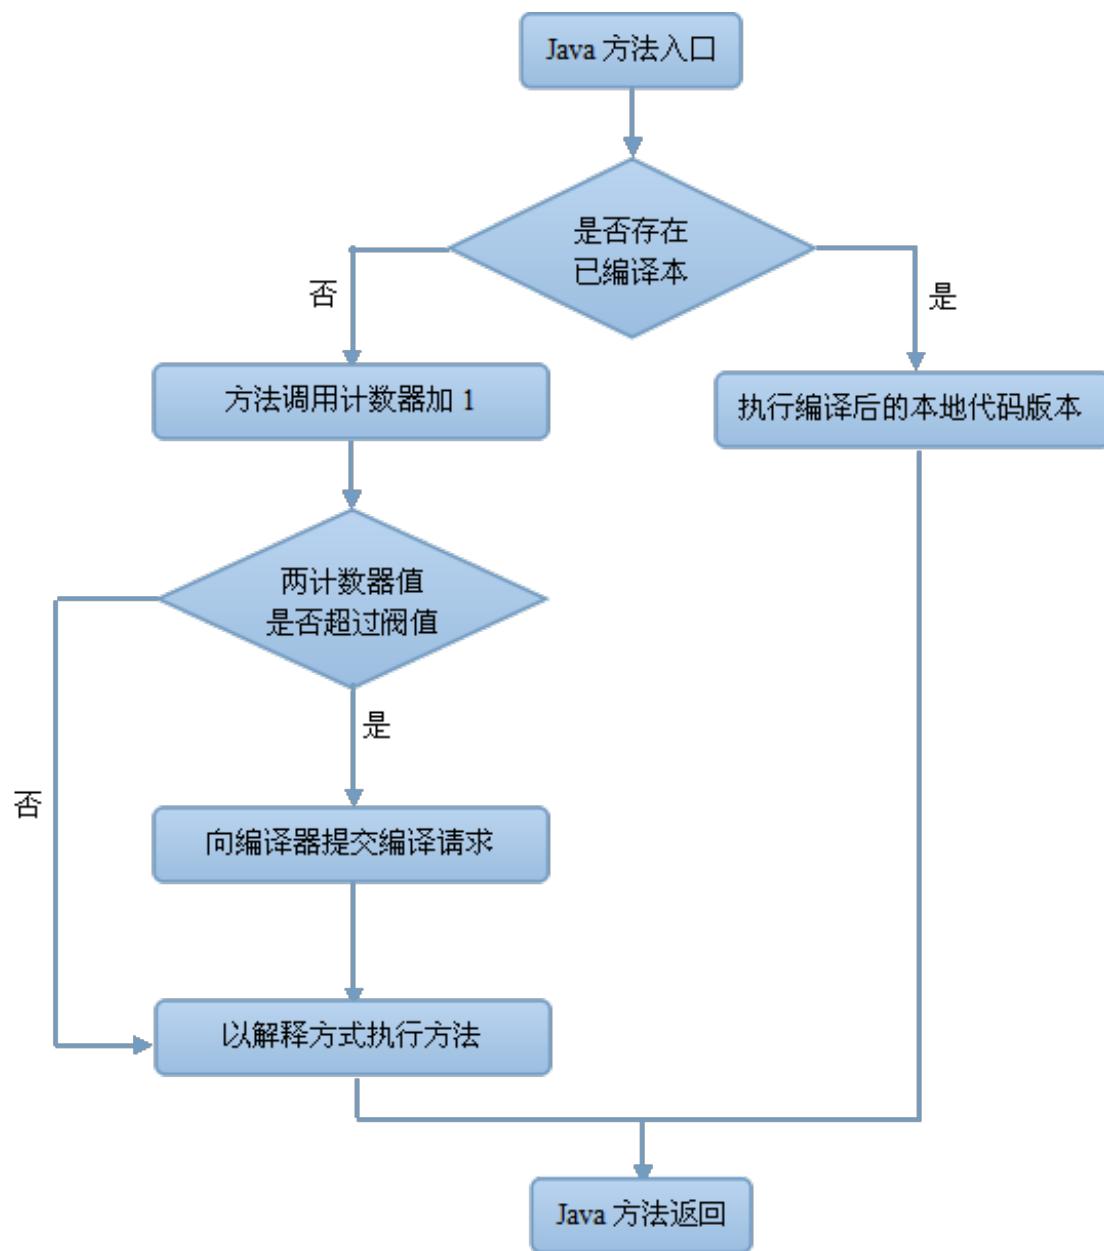 Java 方法入口
是否存在
已编译本
否
是
方法调用计数器加 1
执行编译后的本地代码版本
两计数器值
是否超过阀值
是
否
向编译器提交编译请求
以解释方式执行方法
Java 方法返回